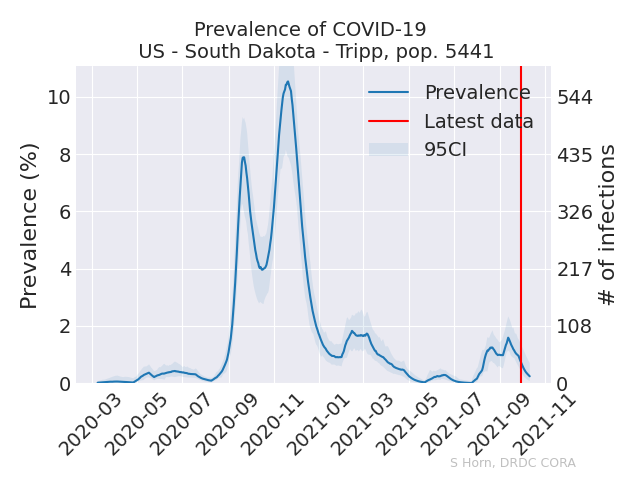 Prevalence of COVID-19
US - South Dakota - Tripp, pop. 5441
Prevalence
Latest data
95CI
Prevalence (%)
0
2
4
6
8
10
# of infections
0
108
217
326
435
544
2020-03
2020-05
2020-07
2020-09
2020-11
2021-01
2021-03
2021-05
2021-07
2021-09
2021-11
S Horn, DRDC CORA